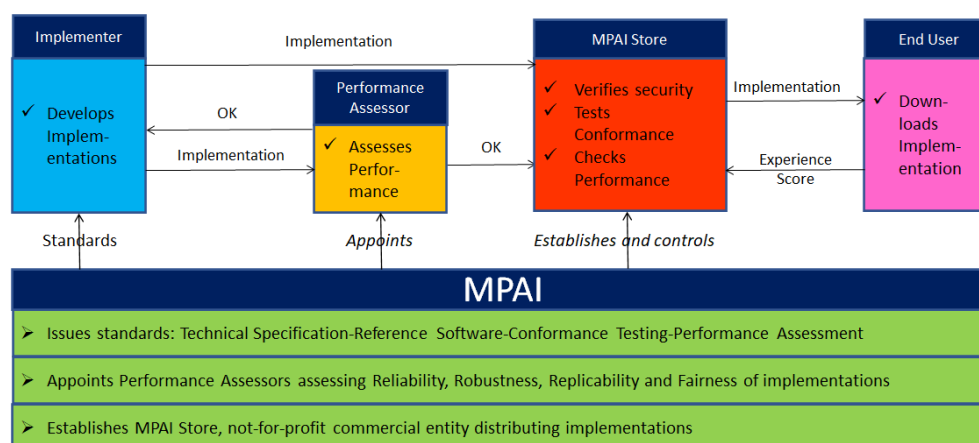 Implementer
✓ Develops
Implem-
entations
Implementation
OK
Implementation
Performance
Assessor
✓ Assesses
Perfor-
mance
OK
MPAI Store
✓ Verifies security
✓ Tests
Conformance
✓ Checks
Performance
Implementation
Experience
Score
End User
✓ Down-
loads
Implem-
entation
Standards
Appoints
Establishes and controls
MPAI
➢ Issues standards: Technical Specification-Reference Software-Conformance Testing-Performance Assessment
➢ Appoints Performance Assessors assessing Reliability, Robustness, Replicability and Fairness of implementations
➢ Establishes MPAI Store, not-for-profit commercial entity distributing implementations